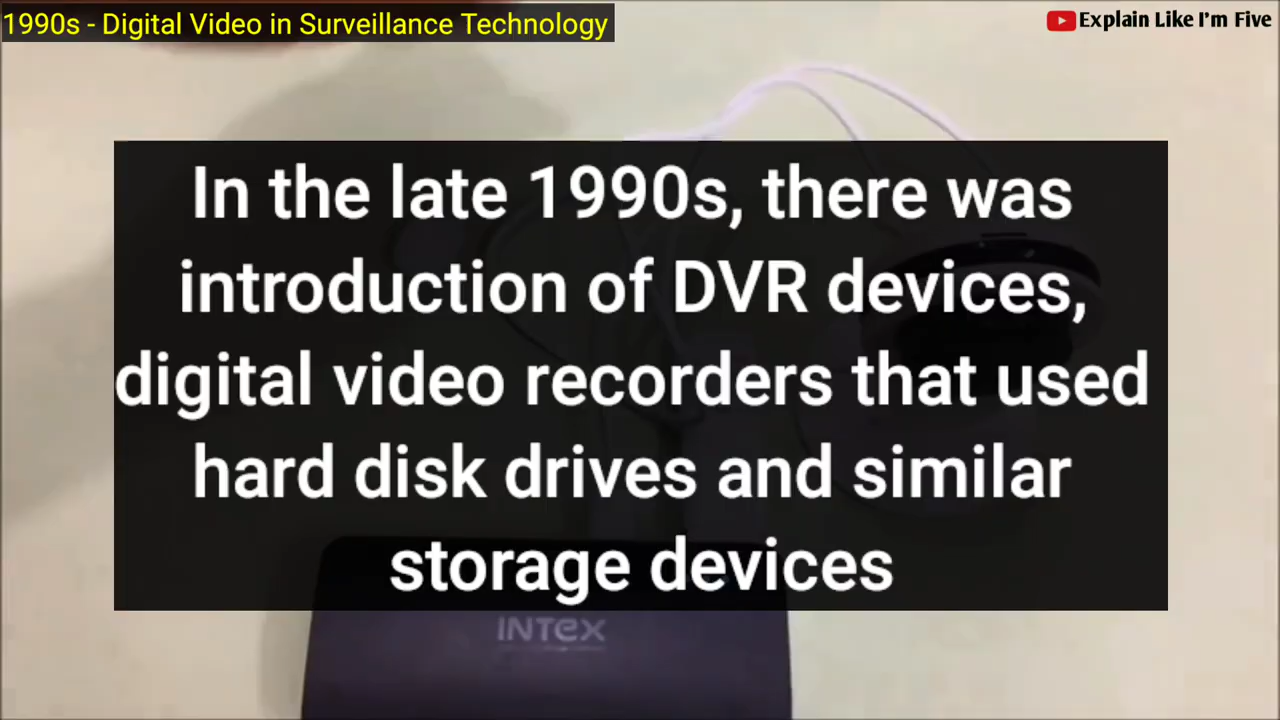 1990s - Digital Video in Surveillance Technology
Explain Like I'm Five
In the late 1990s, there was
introduction of DVR devices,
digital video recorders that used
hard disk drives and similar
storage devices
INTEX